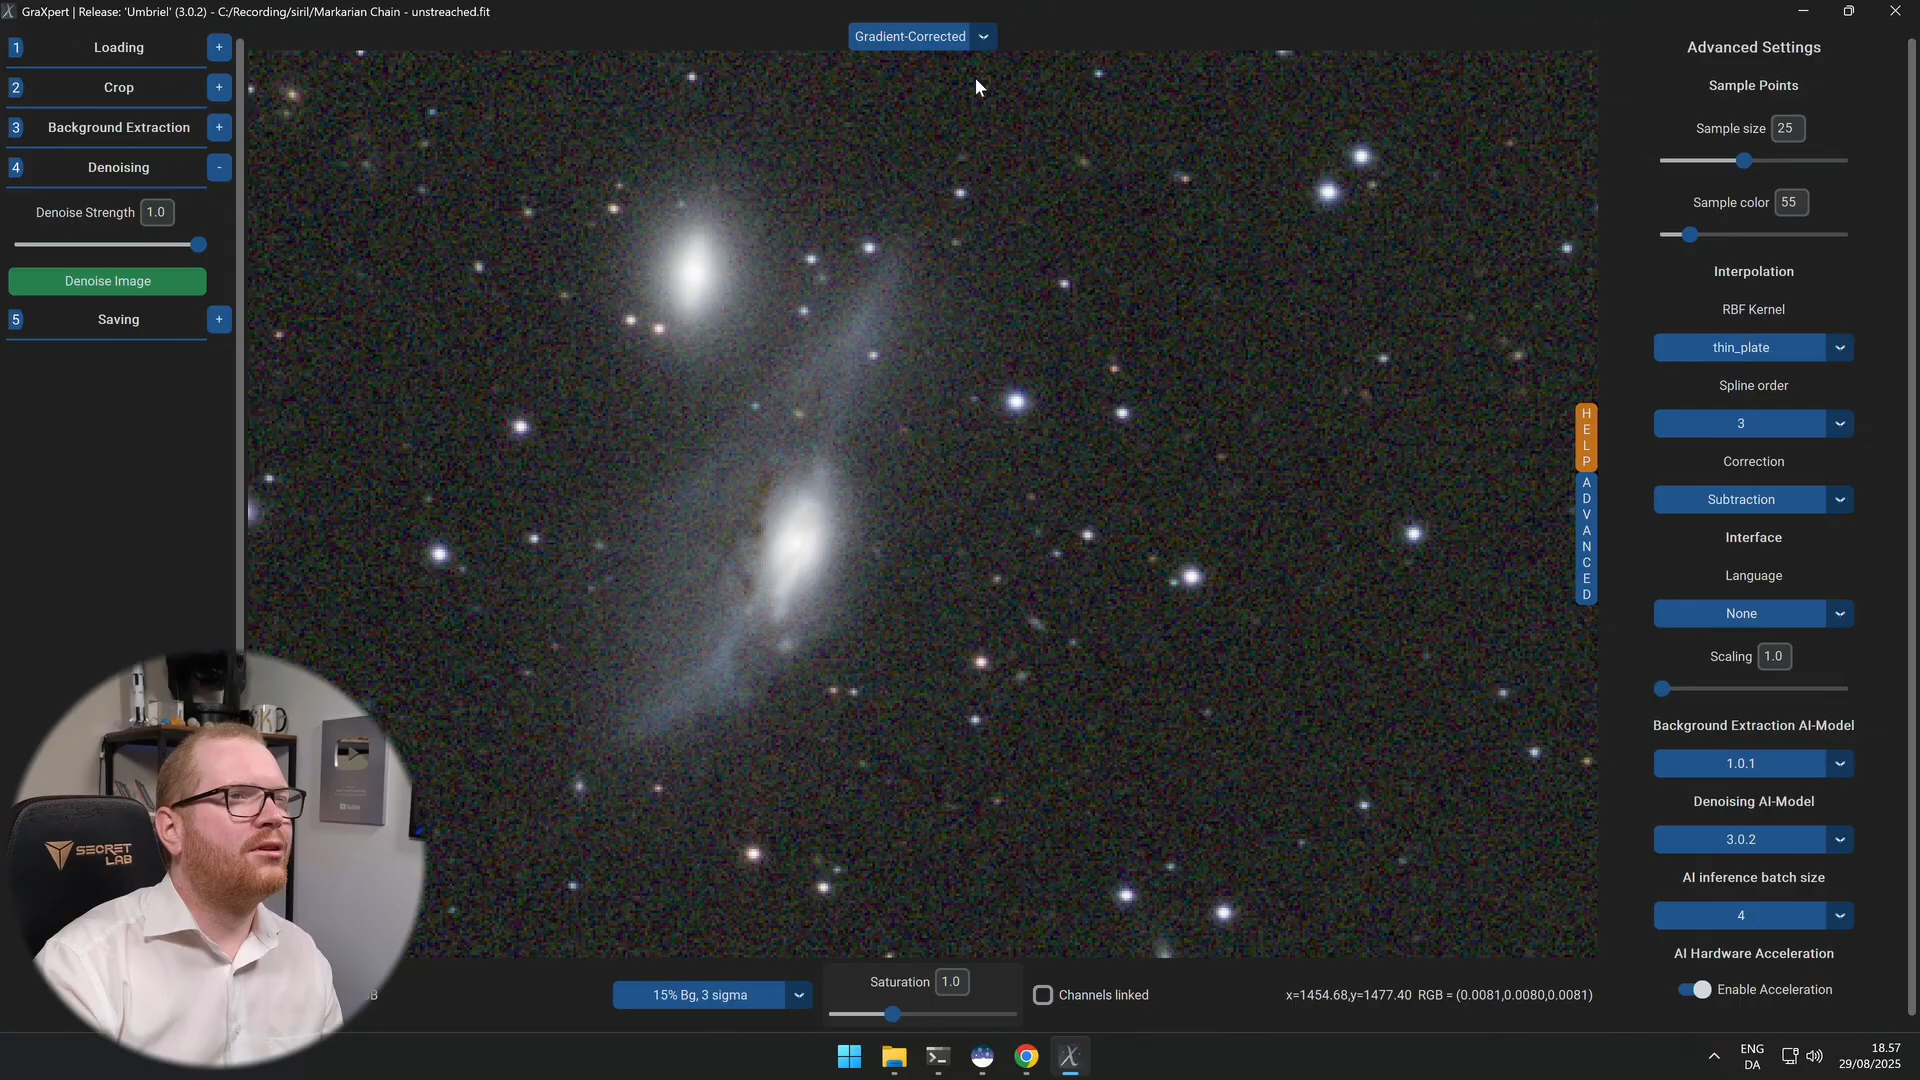 GraXpert | Release: 'Umbriel' (3.0.2) - C:/Recording/siril/Markarian Chain - unstreached.fit
1 Loading +
2 Crop +
3 Background Extraction +
4 Denoising -
Denoise Strength 1.0
Denoise Image
5 Saving +
Gradient-Corrected
HELP
ADVANCED
Advanced Settings
Sample Points
Sample size 25
Sample color 55
Interpolation
RBF Kernel
thin_plate
Spline order
3
Correction
Subtraction
Interface
Language
None
Scaling 1.0
Background Extraction AI-Model
1.0.1
Denoising AI-Model
3.0.2
AI inference batch size
4
AI Hardware Acceleration
Enable Acceleration
SECRET
LAB
YouTube
15% Bg, 3 sigma
Saturation 1.0
Channels linked
x=1454.68,y=1477.40 RGB = (0.0081,0.0080,0.0081)
ENG
DA
18.57
29/08/2025